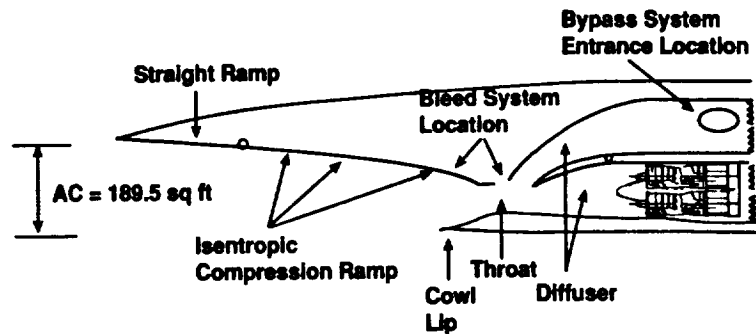 Bypass System
Entrance Location
Straight Ramp
Bleed System
Location
AC = 189.5 sq ft
Isentropic
Compression Ramp
Throat
Diffuser
Cowl
Lip